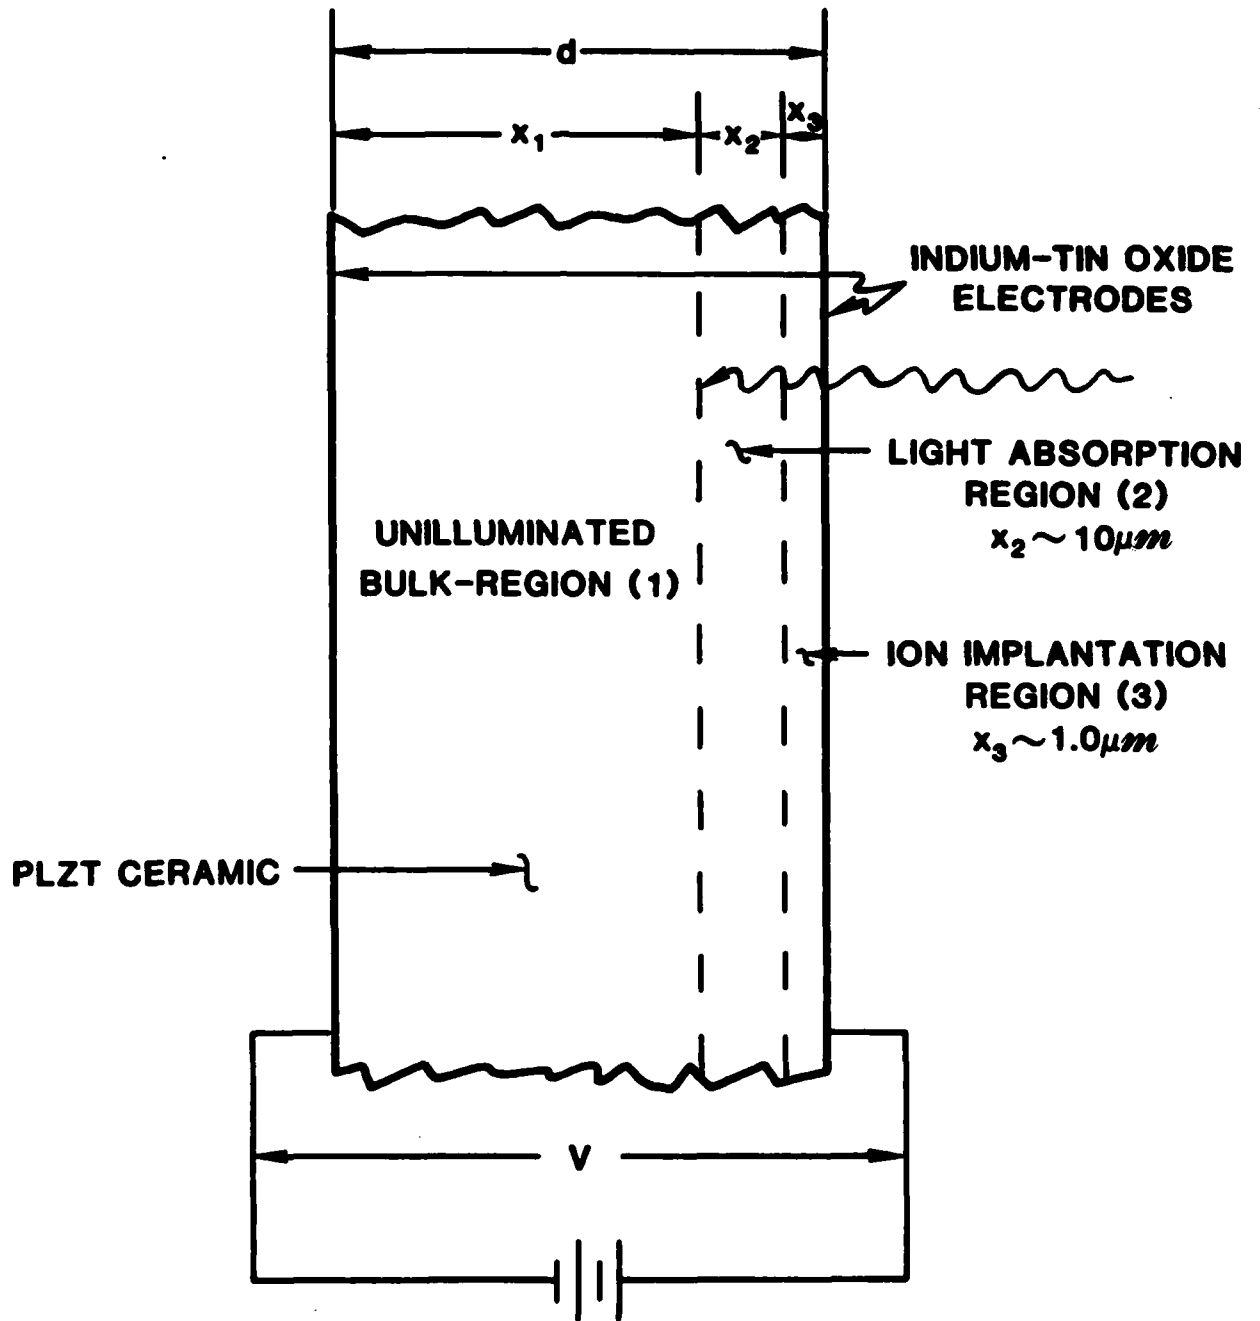 d
x₁
x₂
x₃
INDIUM-TIN OXIDE
ELECTRODES
LIGHT ABSORPTION
REGION (2)
x₂ ~ 10μm
UNILLUMINATED
BULK-REGION (1)
ION IMPLANTATION
REGION (3)
x₃ ~ 1.0μm
PLZT CERAMIC
V